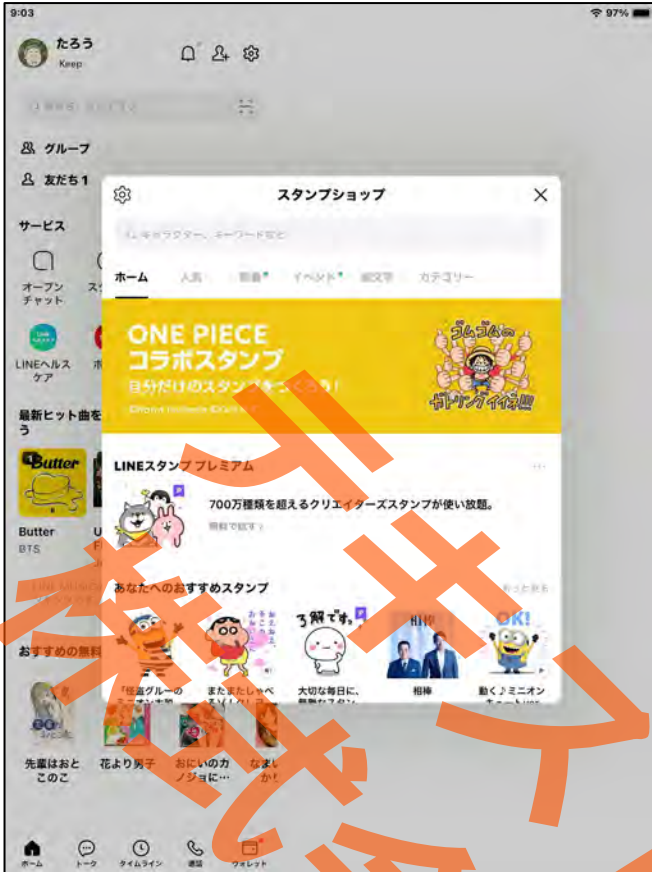 9:03
97%
たろう
Keep
グループ
友だち 1
スタンプショップ
キャラクター、キーワードなど
サービス
ホーム 人気 新着 イベント 絵文字 カテゴリー
オープン
チャット
ONE PIECE
コラボスタンプ
自分だけのスタンプをつくろう!
ゴムゴムの
ガトリングイイネ!!!
LINEヘルス
ケア
最新ヒット曲を
う
Butter
LINEスタンプ プレミアム
700万種類を超えるクリエイターズスタンプが使い放題。
無料で試す
Butter
BTS
あなたへのおすすめスタンプ
もっと見る
了解です。
OK!
おすすめの無料
「怪盗グルーの
またまたしゃべ
大切な毎日に、
相棒
動く♪ミニオン
先輩はおと
このこ
花より男子
おにいのカ
ノジョに…
なまい
かり
ホーム トーク タイムライン 通話 ウォレット
テキス
株式会